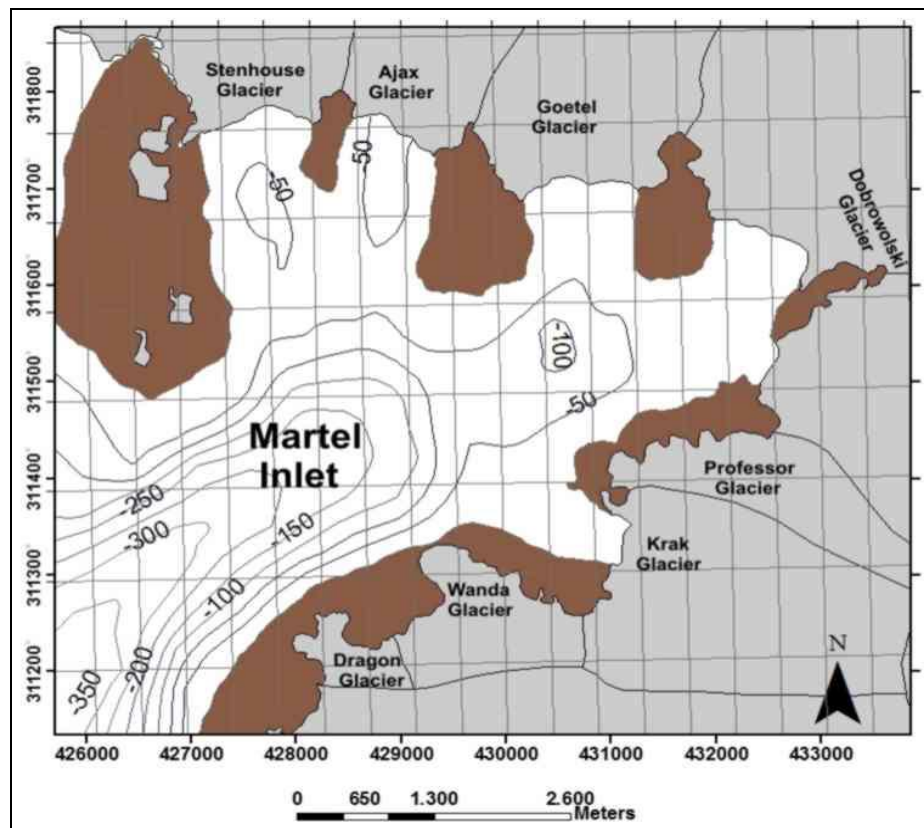 Stenhouse
Glacier
Ajax
Glacier
Goetel
Glacier
Dobrowolski
Glacier
-50
-50
-100
-50
Martel
Inlet
-250
-300
-150
-100
-200
-350
Professor
Glacier
Krak
Glacier
Wanda
Glacier
Dragon
Glacier
N
311800
311700
311600
311500
311400
311300
311200
426000 427000 428000 429000 430000 431000 432000 433000
0 650 1.300 2.600
Meters